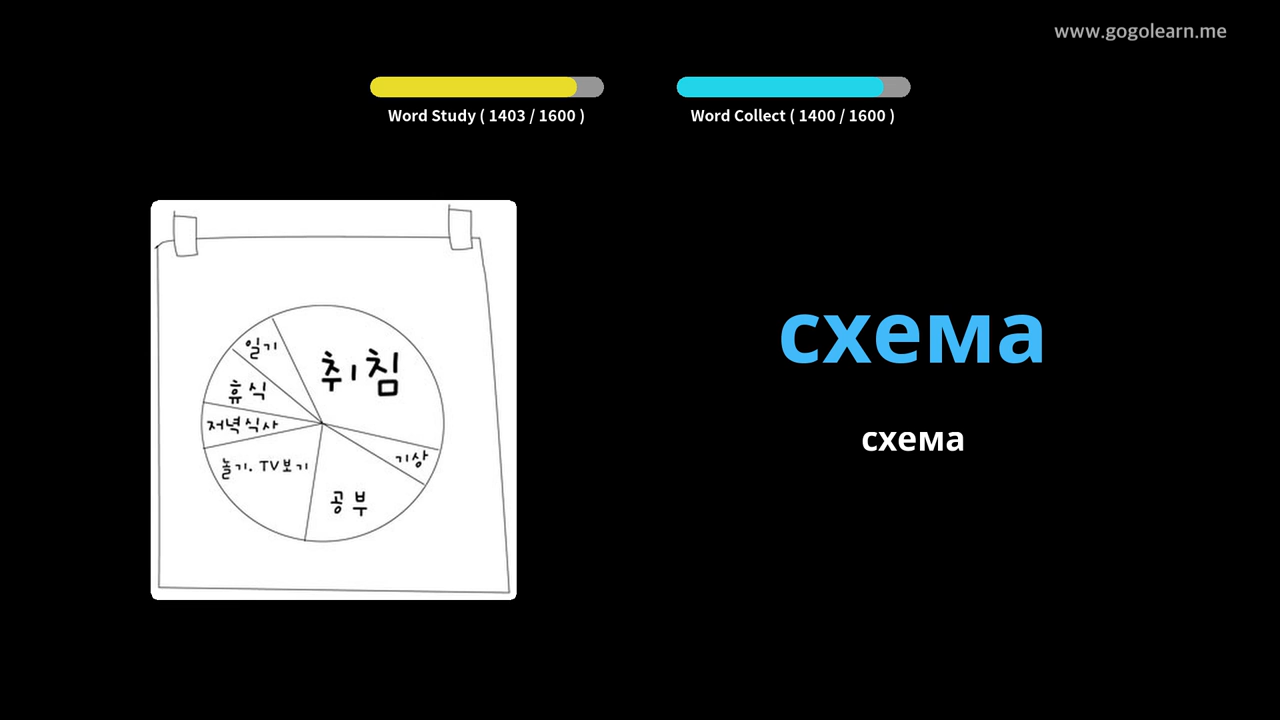 www.gogolearn.me
Word Study ( 1403 / 1600 )
Word Collect ( 1400 / 1600 )
일기
취침
휴식
저녁식사
기상
놀기. TV보기
공부
схема
схема